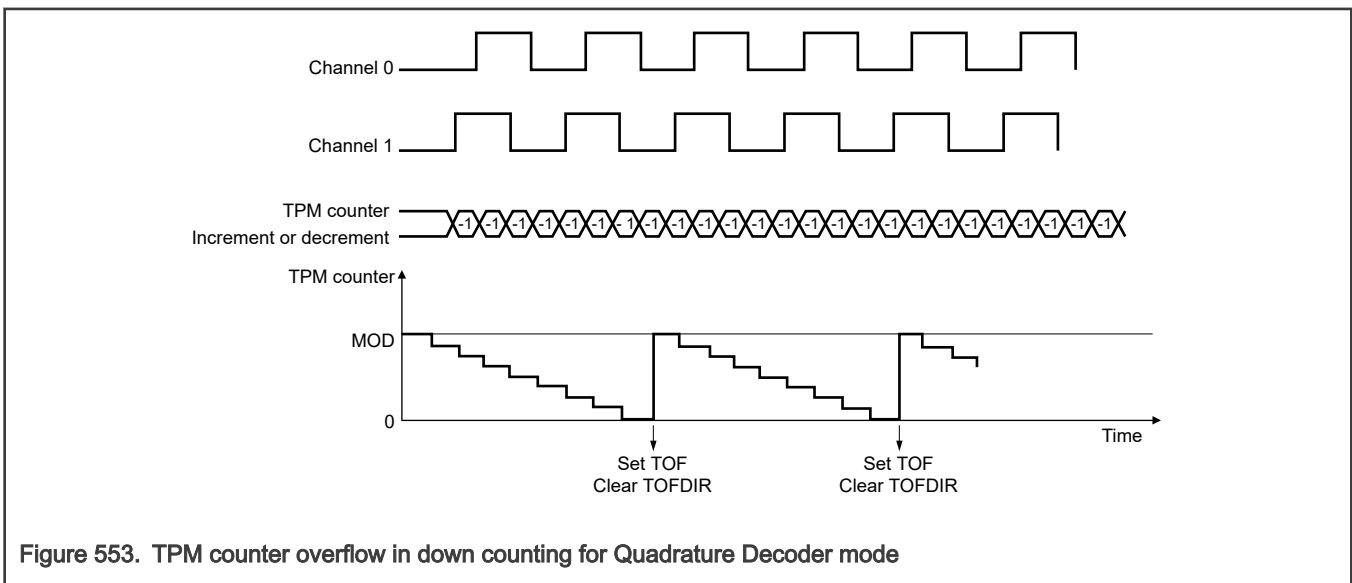 Channel 0
Channel 1
TPM counter
Increment or decrement
-1 -1 -1 -1 -1 -1 -1 -1 -1 -1 -1 -1 -1 -1 -1 -1 -1 -1 -1 -1 -1 -1 -1 -1 -1
TPM counter
MOD
0
Time
Set TOF
Clear TOFDIR
Set TOF
Clear TOFDIR
Figure 553. TPM counter overflow in down counting for Quadrature Decoder mode